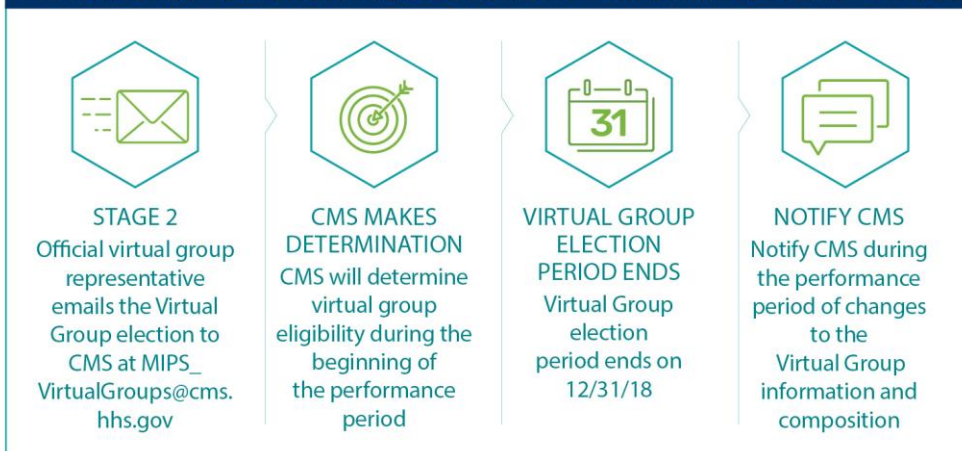 STAGE 2
Official virtual group
representative
emails the Virtual
Group election to
CMS at MIPS_
VirtualGroups@cms.
hhs.gov
CMS MAKES
DETERMINATION
CMS will determine
virtual group
eligibility during the
beginning of
the performance
period
31
VIRTUAL GROUP
ELECTION
PERIOD ENDS
Virtual Group
election
period ends on
12/31/18
NOTIFY CMS
Notify CMS during
the performance
period of changes
to the
Virtual Group
information and
composition